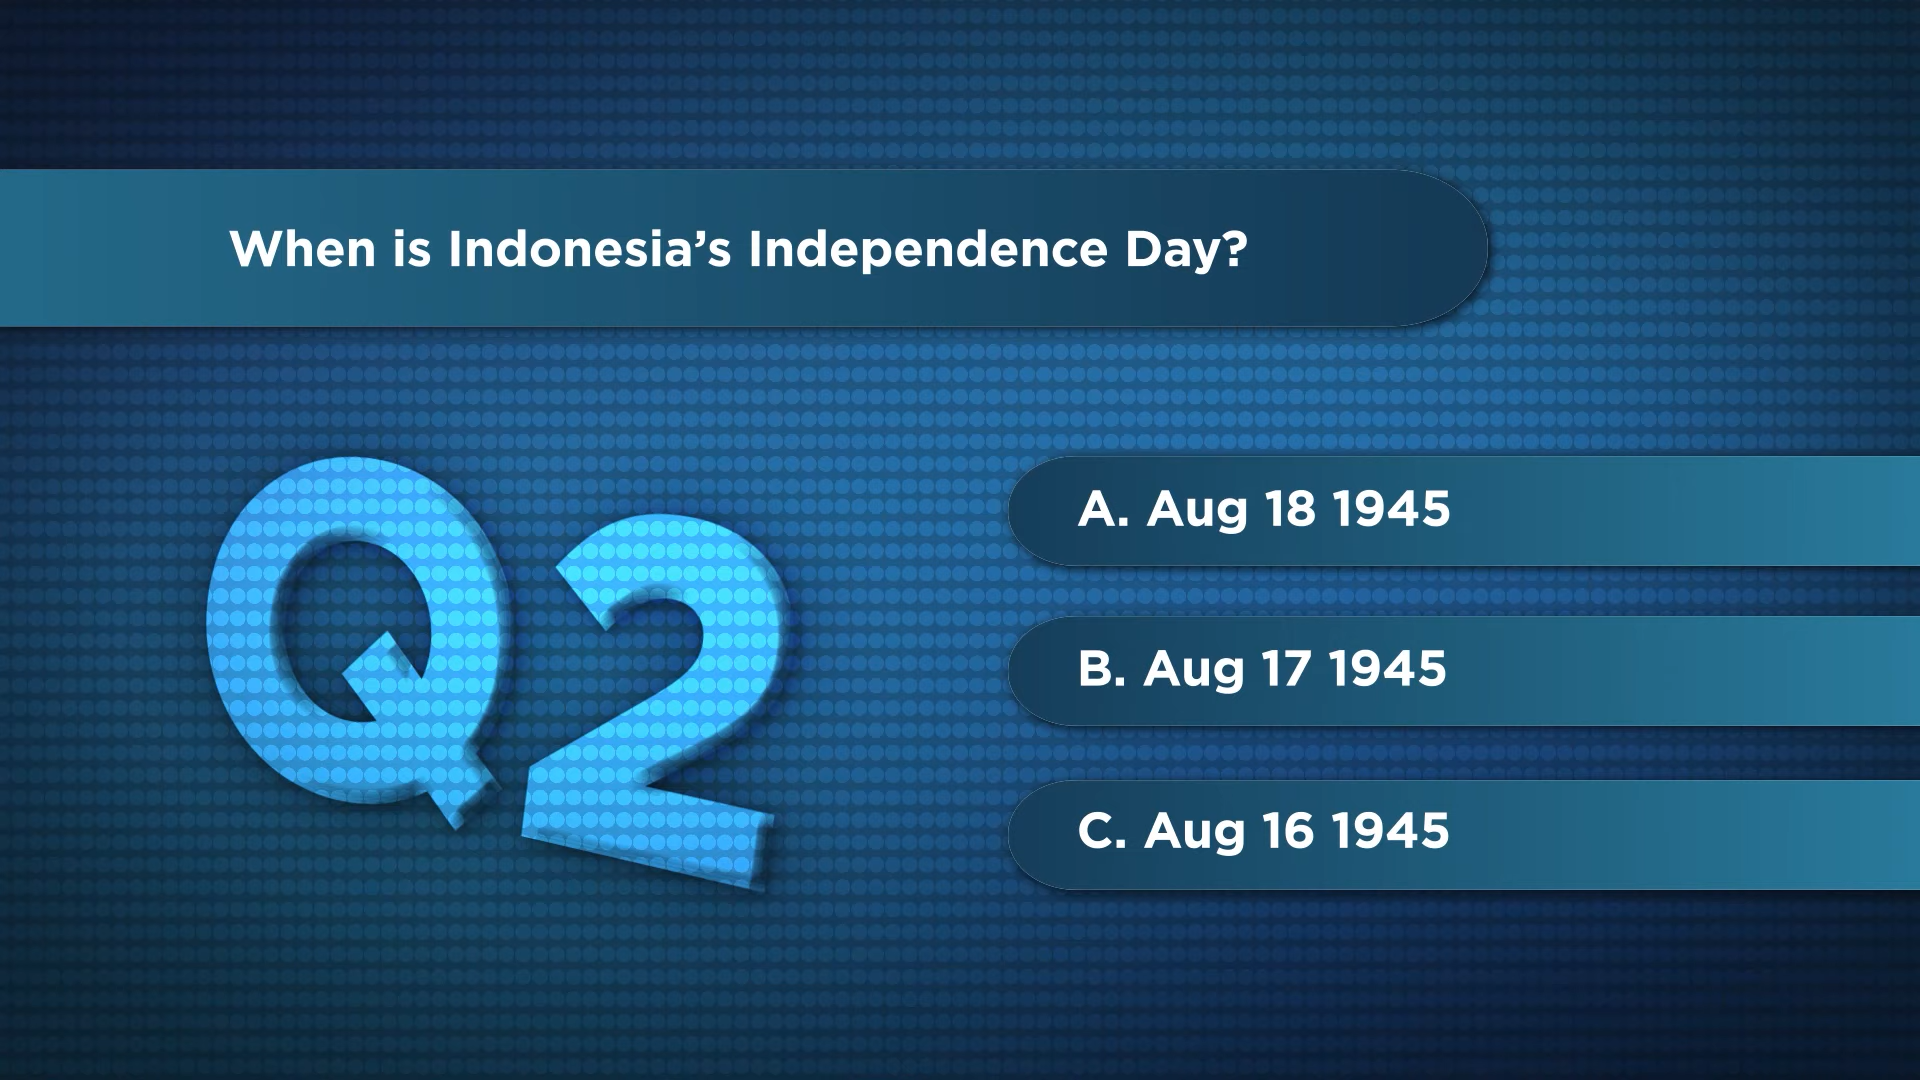 When is Indonesia’s Independence Day?
Q2
A. Aug 18 1945
B. Aug 17 1945
C. Aug 16 1945